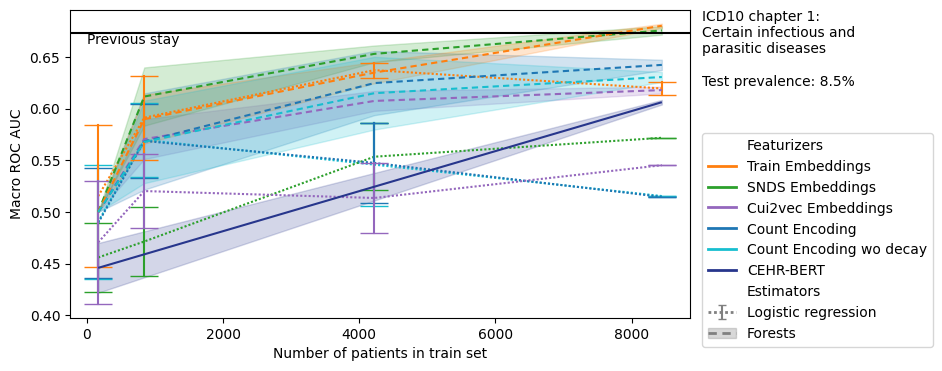 ICD10 chapter 1:
Certain infectious and
parasitic diseases
Test prevalence: 8.5%
Previous stay
Macro ROC AUC
0.65
0.60
0.55
0.50
0.45
0.40
0
2000
4000
6000
8000
Number of patients in train set
Featurizers
Train Embeddings
SNDS Embeddings
Cui2vec Embeddings
Count Encoding
Count Encoding wo decay
CEHR-BERT
Estimators
Logistic regression
Forests